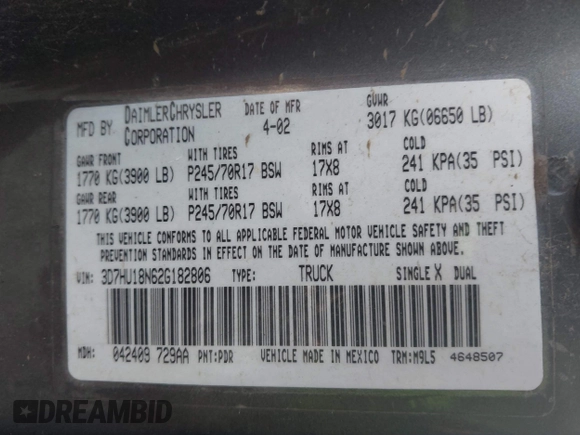 MFD BY DAIMLERCHRYSLER CORPORATION DATE OF MFR 4-02 GVWR 3017 KG(06650 LB)
GAWR FRONT WITH TIRES RIMS AT COLD
1770 KG(3900 LB) P245/70R17 BSW 17X8 241 KPA(35 PSI)
GAWR REAR WITH TIRES RIMS AT COLD
1770 KG(3900 LB) P245/70R17 BSW 17X8 241 KPA(35 PSI)
THIS VEHICLE CONFORMS TO ALL APPLICABLE FEDERAL MOTOR VEHICLE SAFETY AND THEFT
PREVENTION STANDARDS IN EFFECT ON THE DATE OF MANUFACTURE SHOWN ABOVE.
VIN: 3D7HU18N62G182806 TYPE: TRUCK SINGLE X DUAL
MDH: 042409 729AA PNT:PDR VEHICLE MADE IN MEXICO TRM:M9L5 4648507
DREAMBID